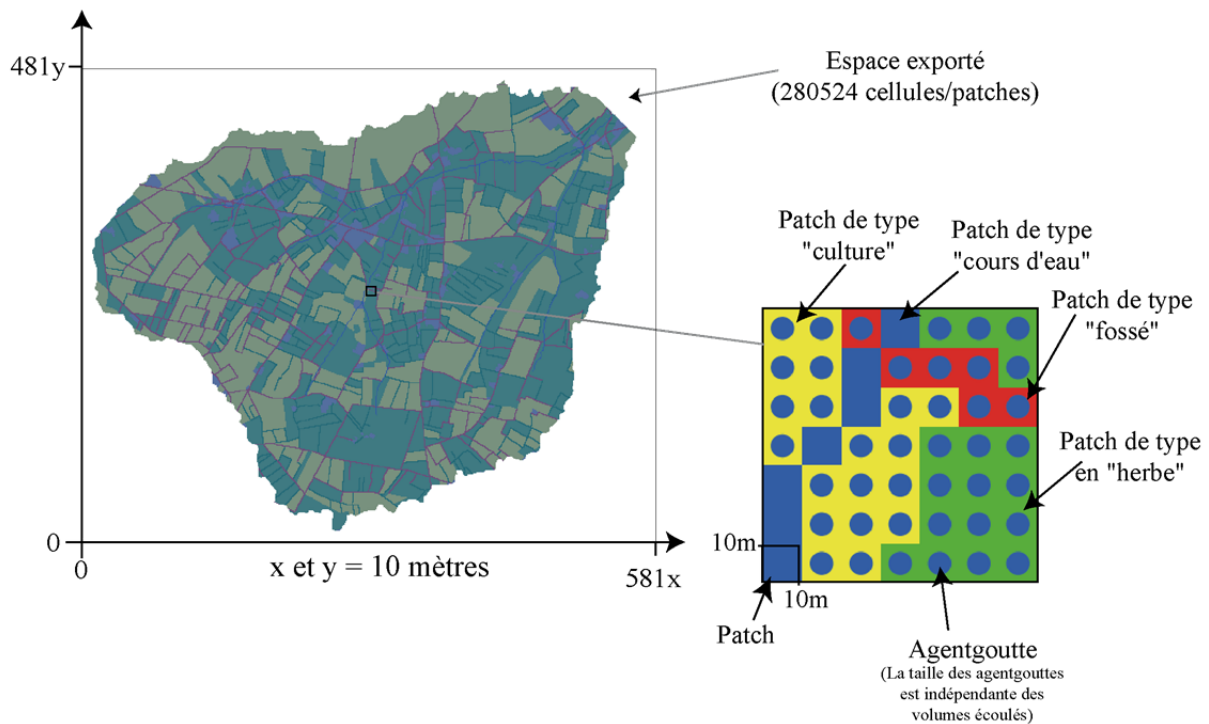 481y
Espace exporté
(280524 cellules/patches)
Patch de type
"culture"
Patch de type
"cours d'eau"
Patch de type
"fossé"
Patch de type
en "herbe"
0
0
x et y = 10 mètres
581x
10m
10m
Patch
Agentgoutte
(La taille des agentgouttes
est indépendante des
volumes écoulés)